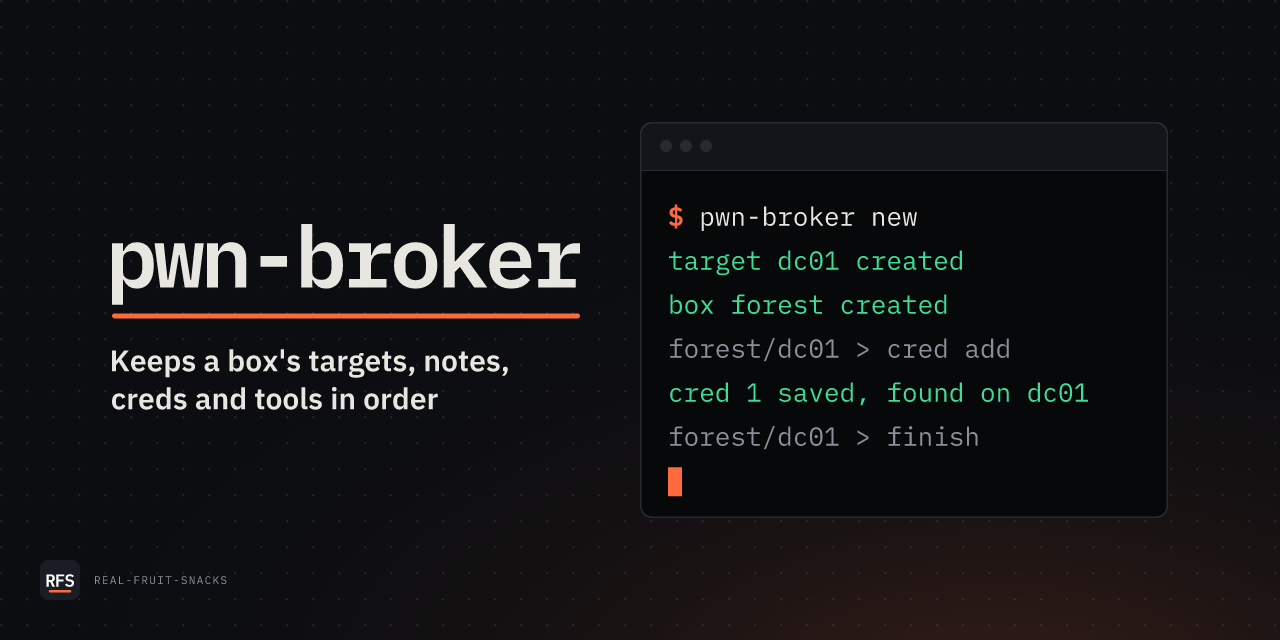 pwn-broker
Keeps a box's targets, notes,
creds and tools in order
$ pwn-broker new
target dc01 created
box forest created
forest/dc01 > cred add
cred 1 saved, found on dc01
forest/dc01 > finish
RFS
REAL-FRUIT-SNACKS